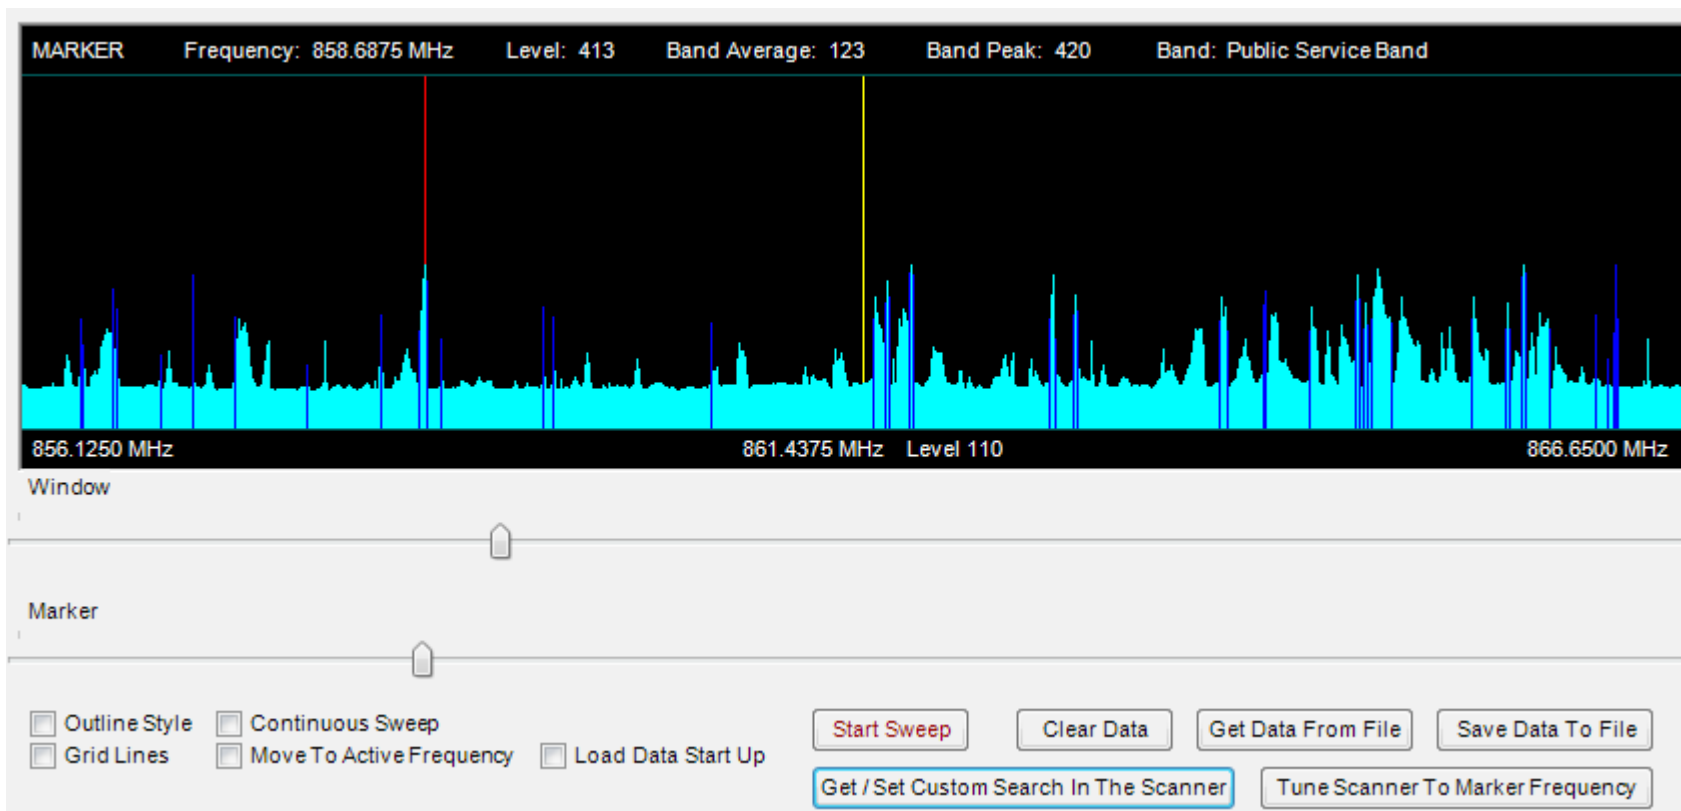 MARKER Frequency: 858.6875 MHz Level: 413 Band Average: 123 Band Peak: 420 Band: Public Service Band
856.1250 MHz 861.4375 MHz Level 110 866.6500 MHz
Window
Marker
Outline Style Continuous Sweep Start Sweep Clear Data Get Data From File Save Data To File
Grid Lines Move To Active Frequency Load Data Start Up
Get / Set Custom Search In The Scanner Tune Scanner To Marker Frequency